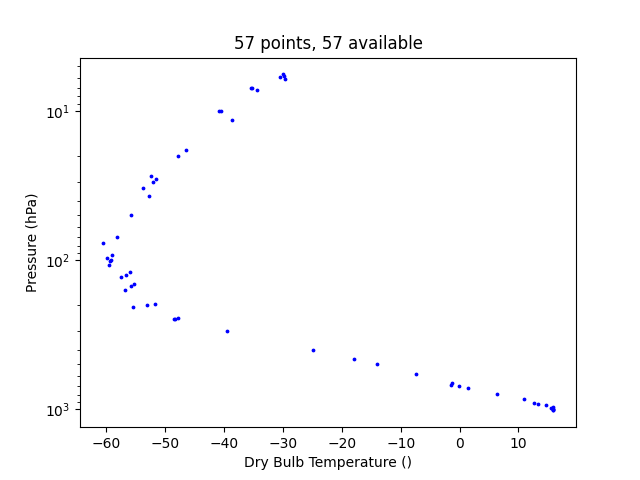 57 points, 57 available
10¹
10²
10³
Pressure (hPa)
−60 −50 −40 −30 −20 −10 0 10
Dry Bulb Temperature ()